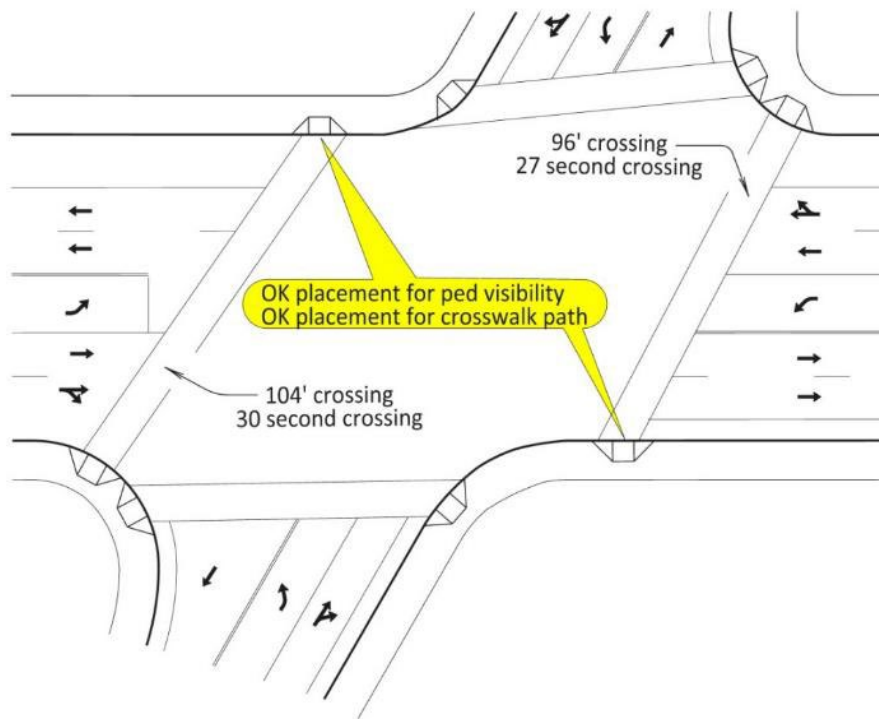 96' crossing
27 second crossing
OK placement for ped visibility
OK placement for crosswalk path
104' crossing
30 second crossing